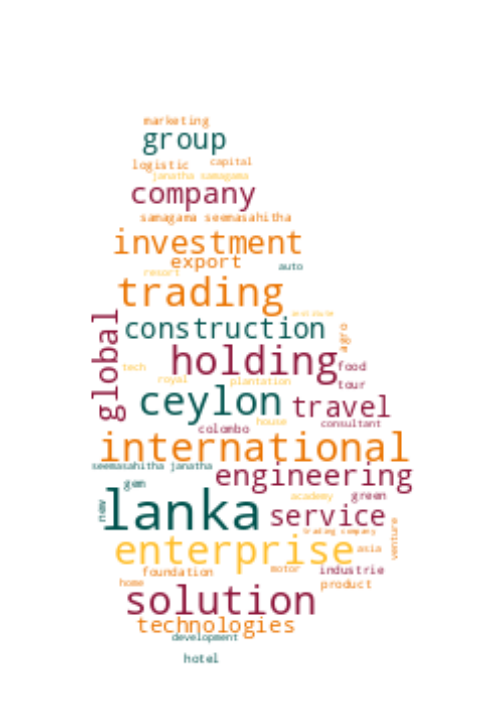 marketing
group
logistic capital
janatha samagama
company
samagama seemasahitha
investment
export
auto
resort
trading
global
institute
construction
agro
holding
food
tech
royal plantation
tour
ceylon
travel
house
colombo
consultant
international
seemasahitha janatha
engineering
gem
academy green
new
lanka
service
trading company
venture
enterprise
asia
foundation motor industrie
home
product
solution
technologies
development
hotel